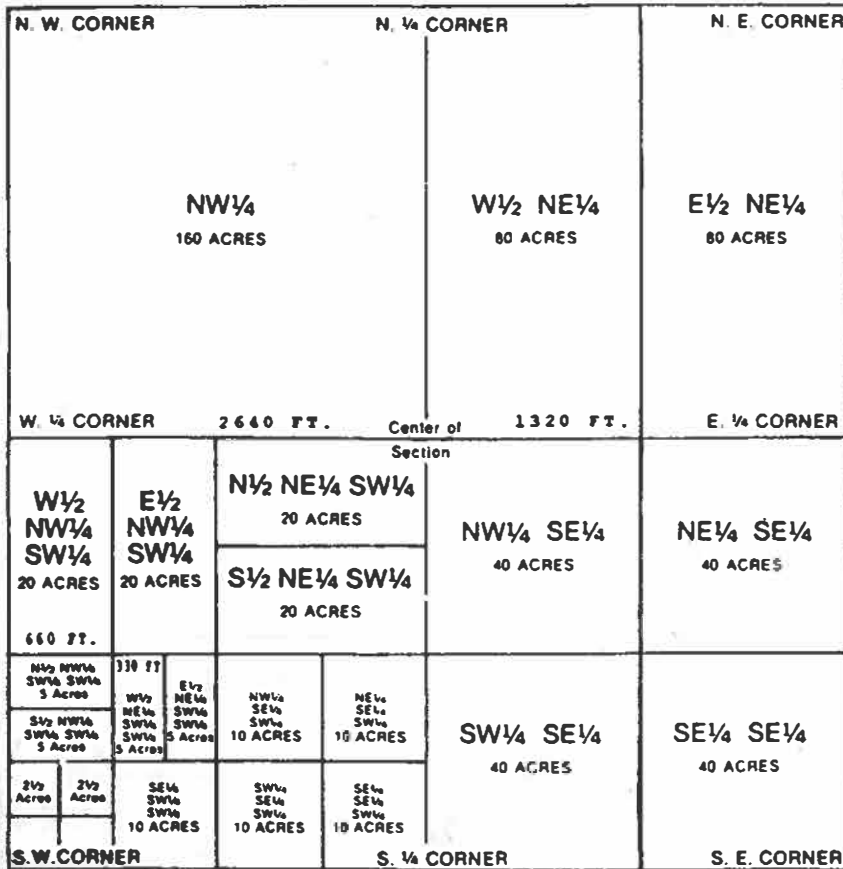 N. W. CORNER
N. ¼ CORNER
N. E. CORNER
NW¼
160 ACRES
W½ NE¼
80 ACRES
E½ NE¼
80 ACRES
W. ¼ CORNER
2640 FT.
Center of
Section
1320 FT.
E. ¼ CORNER
W½
NW¼
SW¼
20 ACRES
660 FT.
E½
NW¼
SW¼
20 ACRES
N½ NE¼ SW¼
20 ACRES
S½ NE¼ SW¼
20 ACRES
NW¼ SE¼
40 ACRES
NE¼ SE¼
40 ACRES
N½ NW¼
SW¼ SW¼
5 Acres
S½ NW¼
SW¼ SW¼
5 Acres
330 FT
W½
NE¼
SW¼
SW¼
5 Acres
E½
NE¼
SW¼
SW¼
5 Acres
NW¼
SE¼
SW¼
10 ACRES
NE¼
SE¼
SW¼
10 ACRES
SW¼ SE¼
40 ACRES
SE¼ SE¼
40 ACRES
2½
Acres
2½
Acres
SE¼
SW¼
SW¼
10 ACRES
SW¼
SE¼
SW¼
10 ACRES
SE¼
SE¼
SW¼
10 ACRES
S.W. CORNER
S. ¼ CORNER
S. E. CORNER